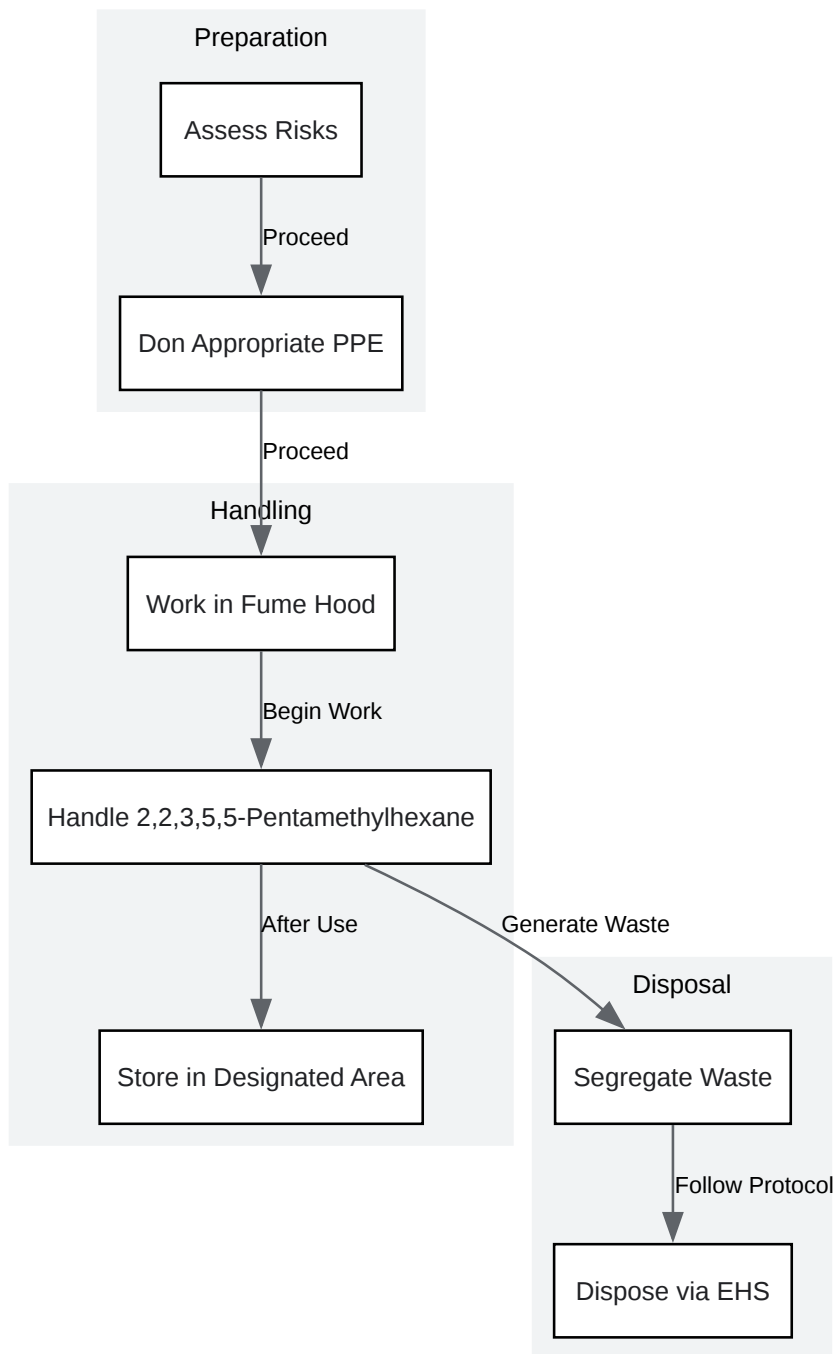 Preparation
Assess Risks
Proceed
Don Appropriate PPE
Proceed
Handling
Work in Fume Hood
Begin Work
Handle 2,2,3,5,5-Pentamethylhexane
After Use
Generate Waste
Disposal
Store in Designated Area
Segregate Waste
Follow Protocol
Dispose via EHS